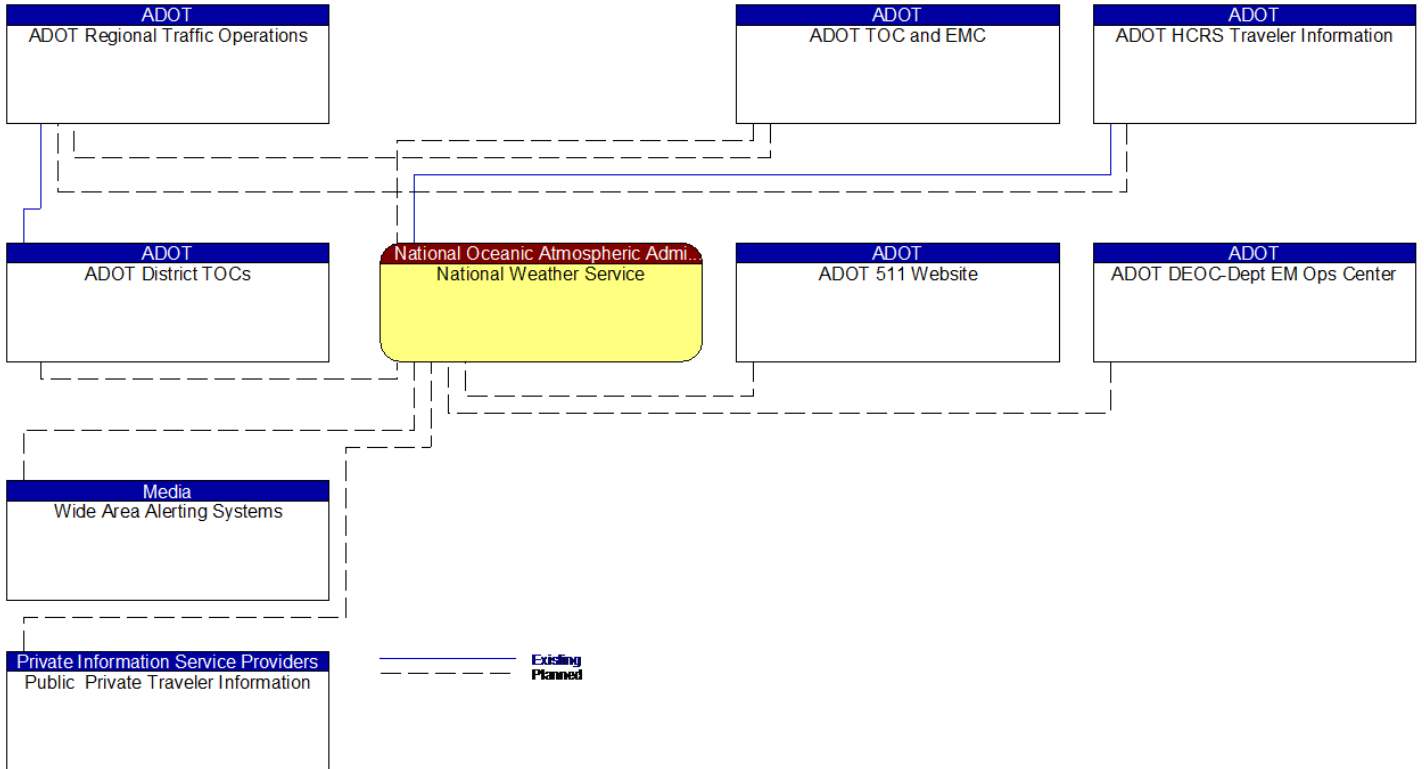 ADOT
ADOT Regional Traffic Operations
ADOT
ADOT TOC and EMC
ADOT
ADOT HCRS Traveler Information
ADOT
ADOT District TOCs
National Oceanic Atmospheric Admi...
National Weather Service
ADOT
ADOT 511 Website
ADOT
ADOT DEOC-Dept EM Ops Center
Media
Wide Area Alerting Systems
Private Information Service Providers
Public Private Traveler Information
Existing
Planned